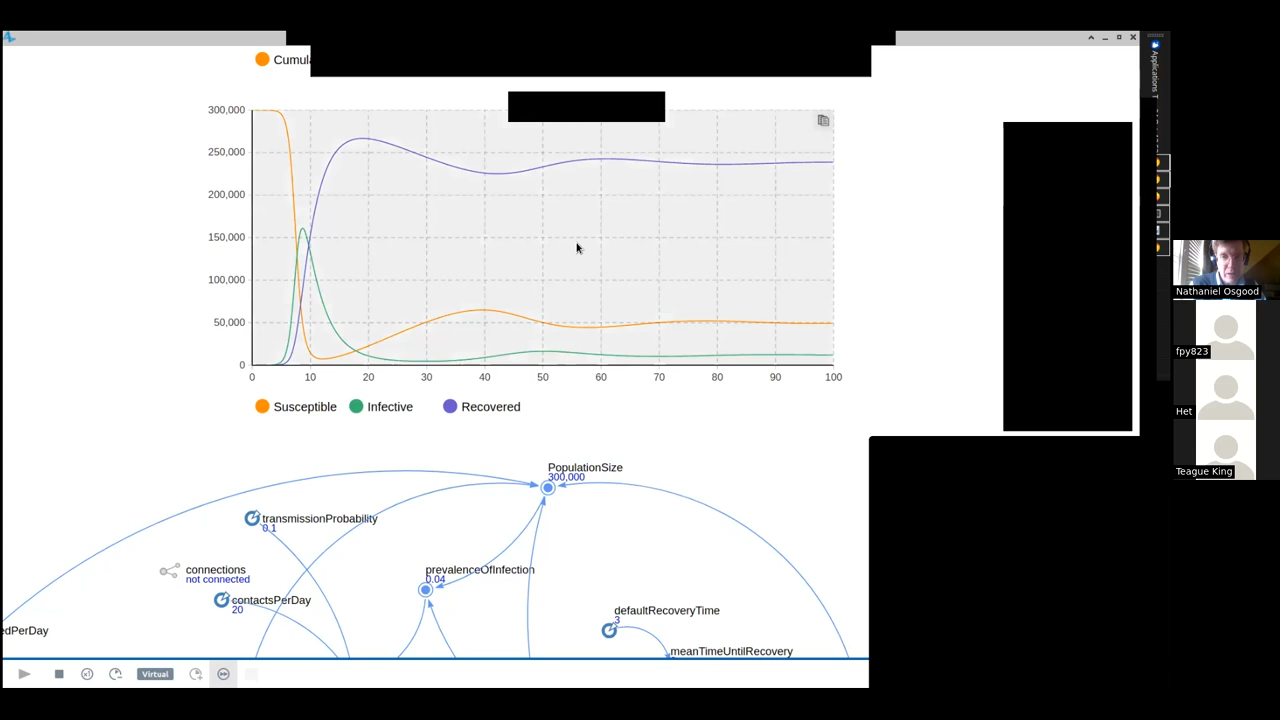 Applications
Cumul
300,000
250,000
200,000
150,000
100,000
50,000
0
0 10 20 30 40 50 60 70 80 90 100
Susceptible Infective Recovered
Nathaniel Osgood
fpy823
Het
Teague King
PopulationSize
300,000
transmissionProbability
0.1
connections
not connected
prevalenceOfInfection
0.04
contactsPerDay
20
defaultRecoveryTime
3
edPerDay
meanTimeUntilRecovery
x1
Virtual